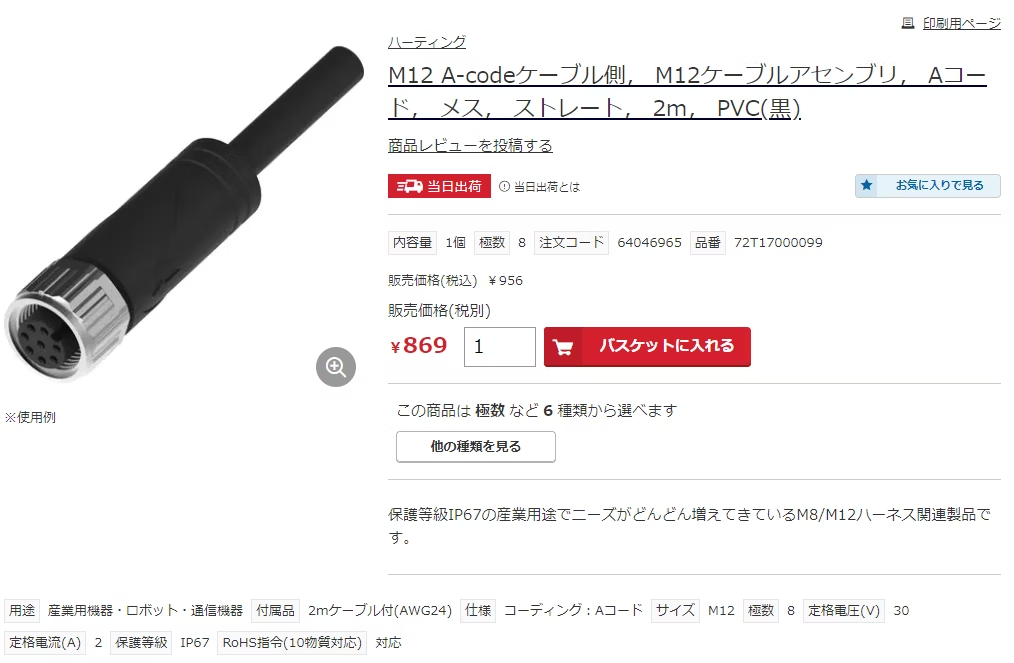 印刷用ページ
ハーティング
M12 A-codeケーブル側， M12ケーブルアセンブリ， Aコー
ド， メス， ストレート， 2m， PVC(黒)
商品レビューを投稿する
当日出荷 当日出荷とは
お気に入りで見る
内容量 1個 極数 8 注文コード 64046965 品番 72T17000099
販売価格(税込) ￥956
販売価格(税別)
￥869 1 バスケットに入れる
※使用例
この商品は 極数 など 6 種類から選べます
他の種類を見る
保護等級IP67の産業用途でニーズがどんどん増えてきているM8/M12ハーネス関連製品で
す。
用途 産業用機器・ロボット・通信機器 付属品 2mケーブル付(AWG24) 仕様 コーディング：Aコード サイズ M12 極数 8 定格電圧(V) 30
定格電流(A) 2 保護等級 IP67 RoHS指令(10物質対応) 対応